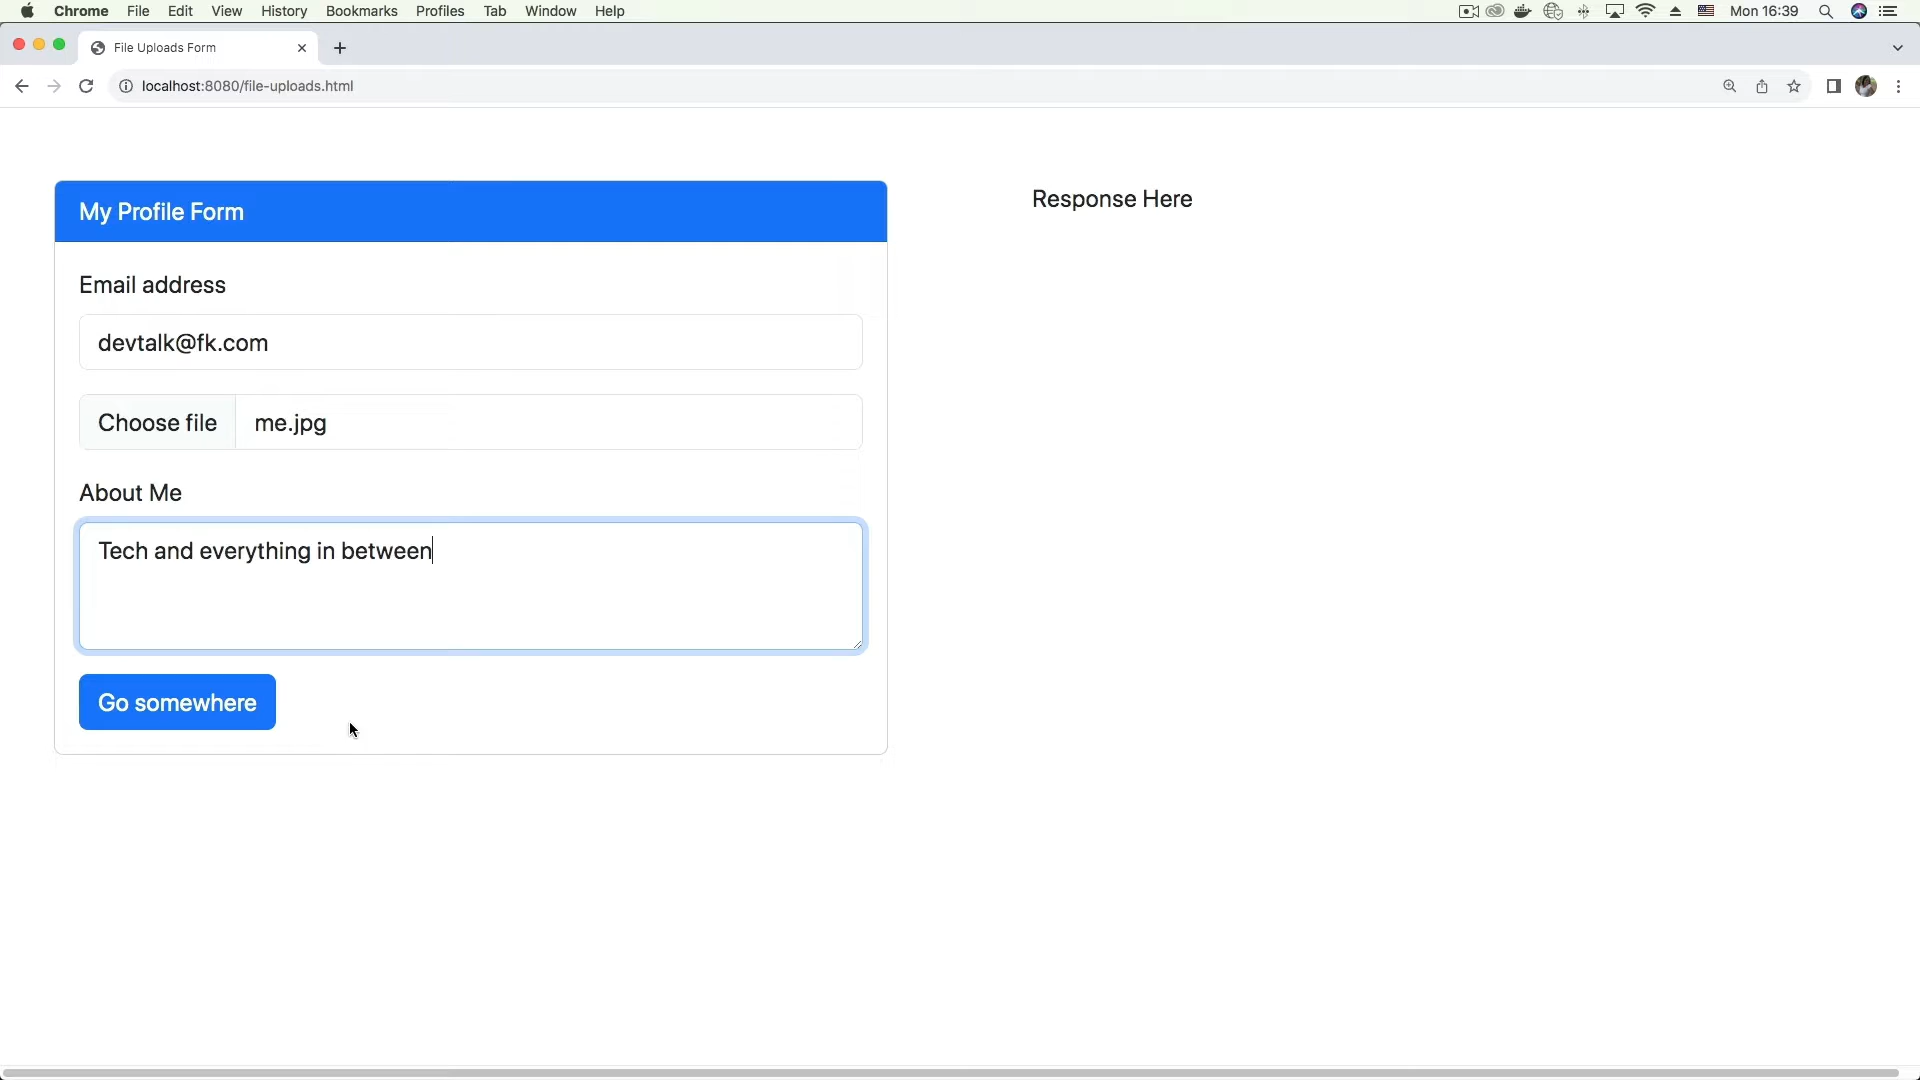 Chrome File Edit View History Bookmarks Profiles Tab Window Help Mon 16:39
File Uploads Form
localhost:8080/file-uploads.html
My Profile Form
Response Here
Email address
devtalk@fk.com
Choose file me.jpg
About Me
Tech and everything in between
Go somewhere